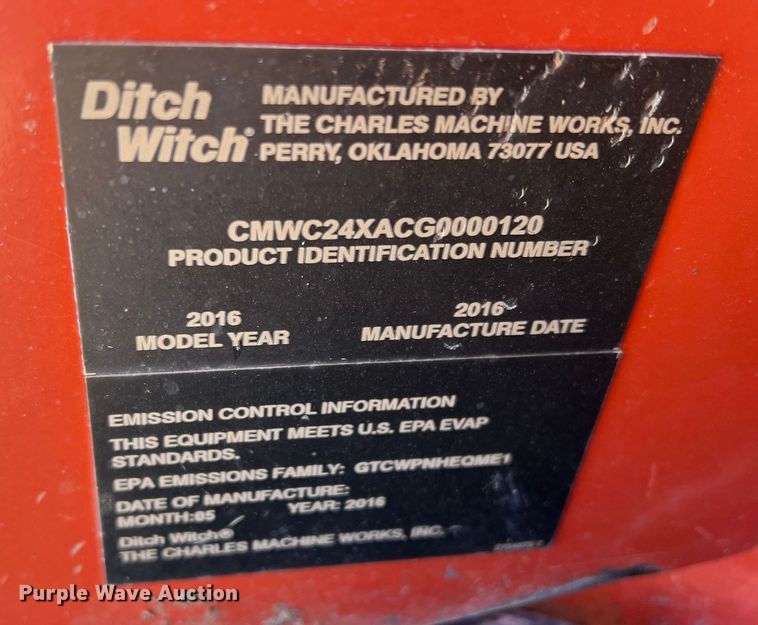 Ditch Witch®
MANUFACTURED BY
THE CHARLES MACHINE WORKS, INC.
PERRY, OKLAHOMA 73077 USA
CMWC24XACG0000120
PRODUCT IDENTIFICATION NUMBER
2016
MODEL YEAR
2016
MANUFACTURE DATE
EMISSION CONTROL INFORMATION
THIS EQUIPMENT MEETS U.S. EPA EVAP
STANDARDS.
EPA EMISSIONS FAMILY: GTCWPNHEQME1
DATE OF MANUFACTURE:
MONTH:05 YEAR: 2016
Ditch Witch®
THE CHARLES MACHINE WORKS, INC.
Purple Wave Auction